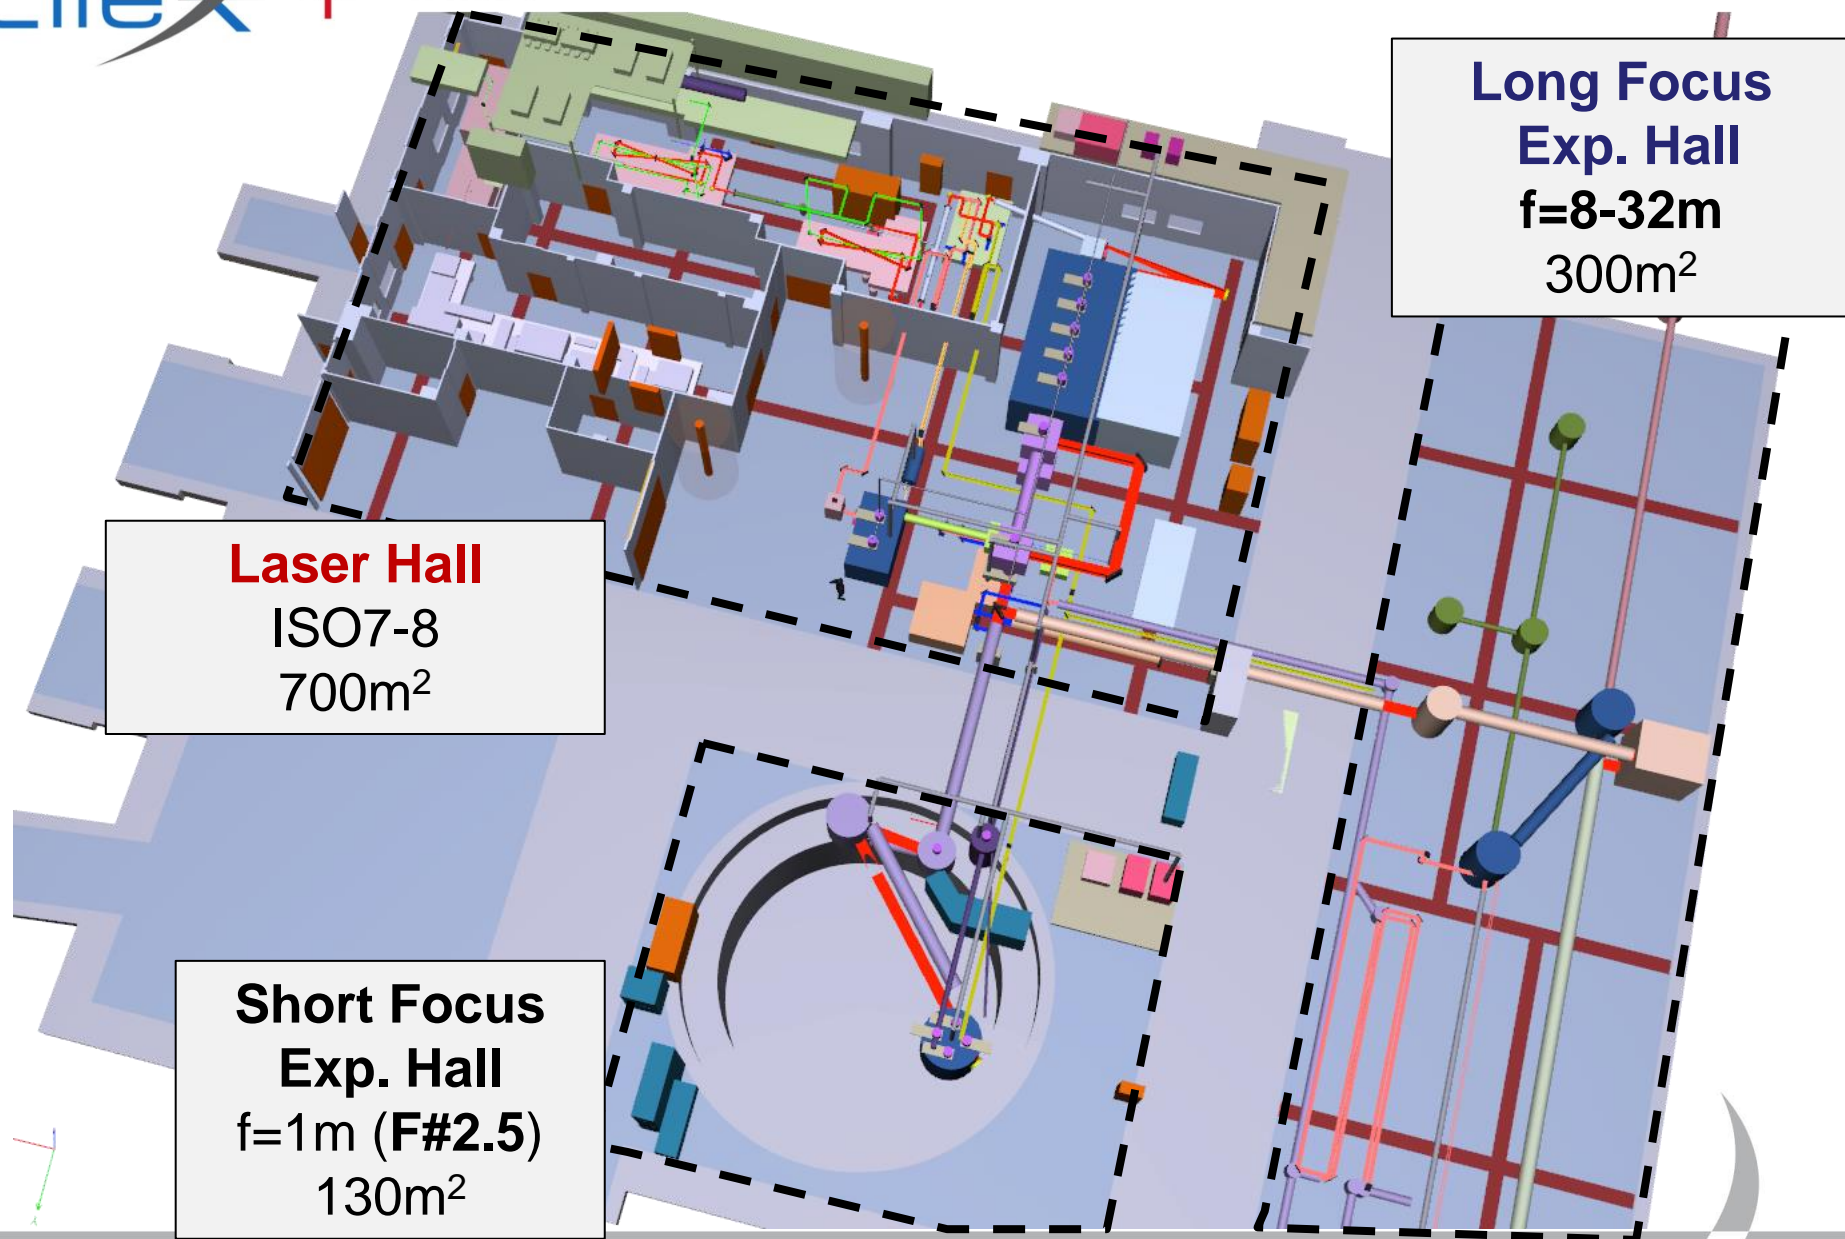 Long Focus
Exp. Hall
f=8-32m
300m²
Laser Hall
ISO7-8
700m²
Short Focus
Exp. Hall
f=1m (F#2.5)
130m²